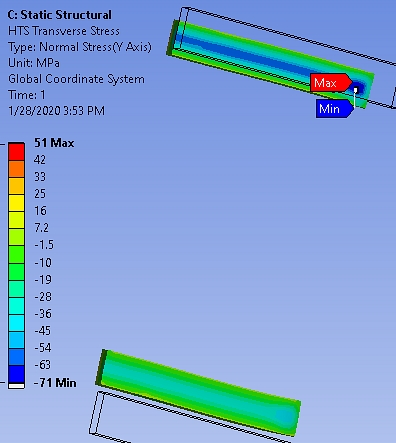 C: Static Structural
HTS Transverse Stress
Type: Normal Stress(Y Axis)
Unit: MPa
Global Coordinate System
Time: 1
1/28/2020 3:53 PM
Max
Min
51 Max
42
33
25
16
7.2
-1.5
-10
-19
-28
-36
-45
-54
-63
-71 Min